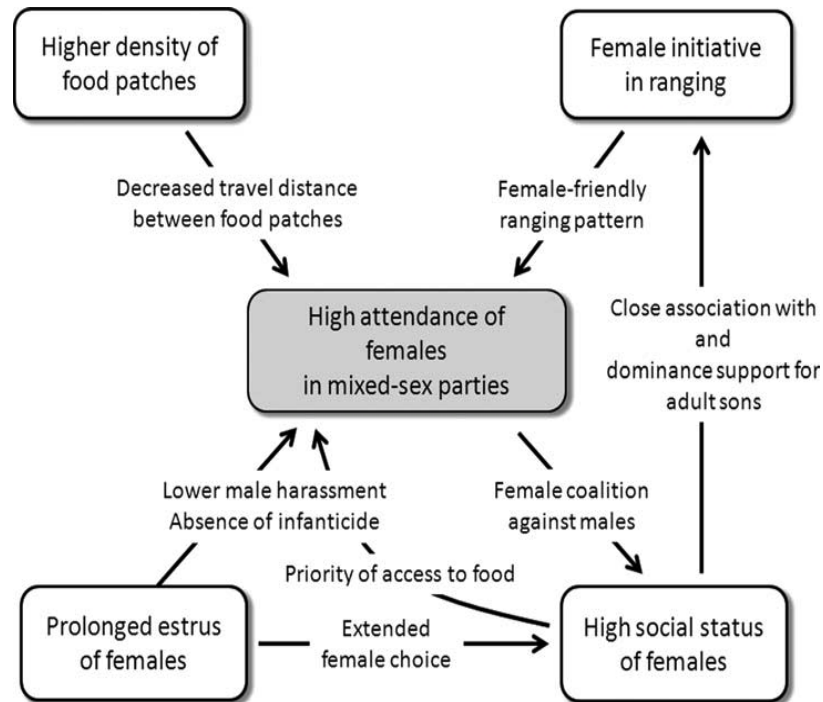 Higher density of
food patches
Female initiative
in ranging
Decreased travel distance
between food patches
Female-friendly
ranging pattern
High attendance of
females
in mixed-sex parties
Close association with
and
dominance support for
adult sons
Lower male harassment
Absence of infanticide
Female coalition
against males
Priority of access to food
Prolonged estrus
of females
Extended
female choice
High social status
of females